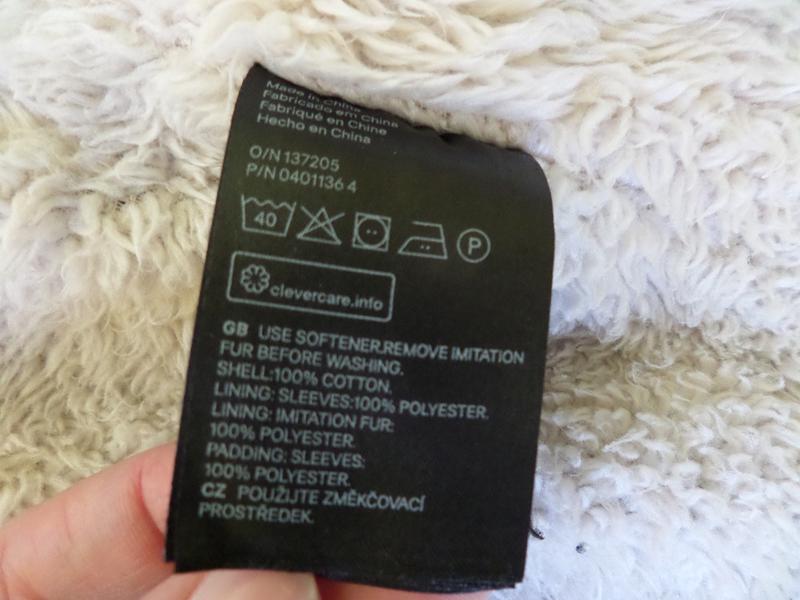 Made in China
Fabricado em China
Fabriqué en Chine
Hecho en China
O/N 137205
P/N 0401136 4
40 P
clevercare.info
GB USE SOFTENER.REMOVE IMITATION
FUR BEFORE WASHING.
SHELL:100% COTTON.
LINING: SLEEVES:100% POLYESTER.
LINING: IMITATION FUR:
100% POLYESTER.
PADDING: SLEEVES:
100% POLYESTER.
CZ POUŽIJTE ZMĚKČOVACÍ
PROSTŘEDEK.